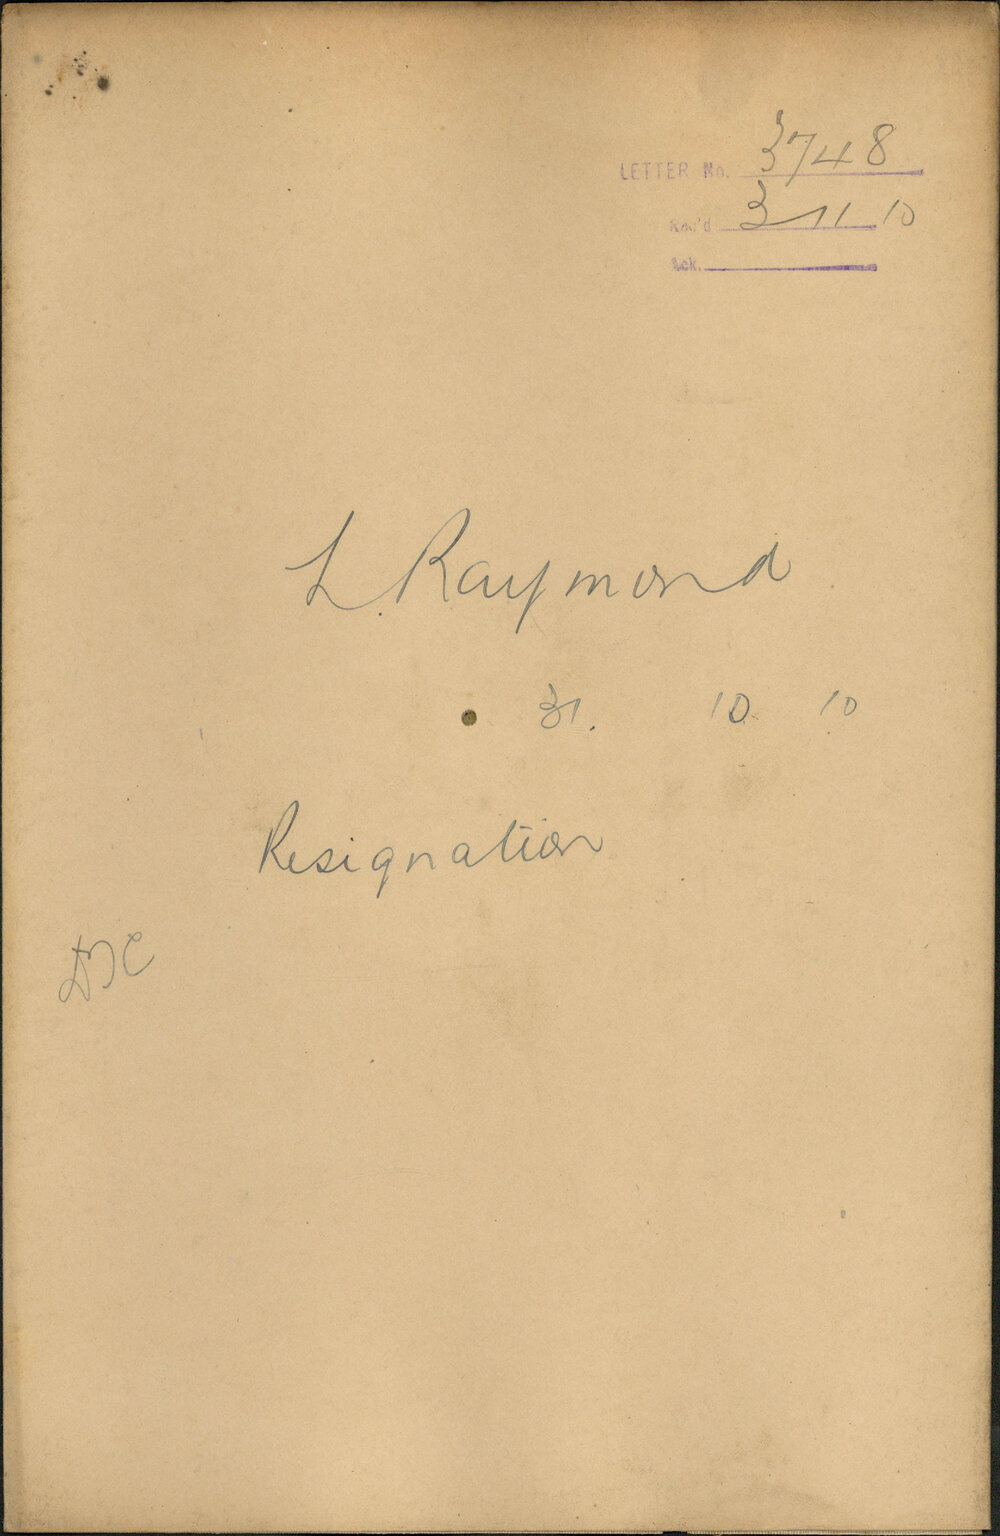 LETTER No. 3748
Rec'd 3 11 10
Ack.
L. Raymond
31. 10 10
Resignation